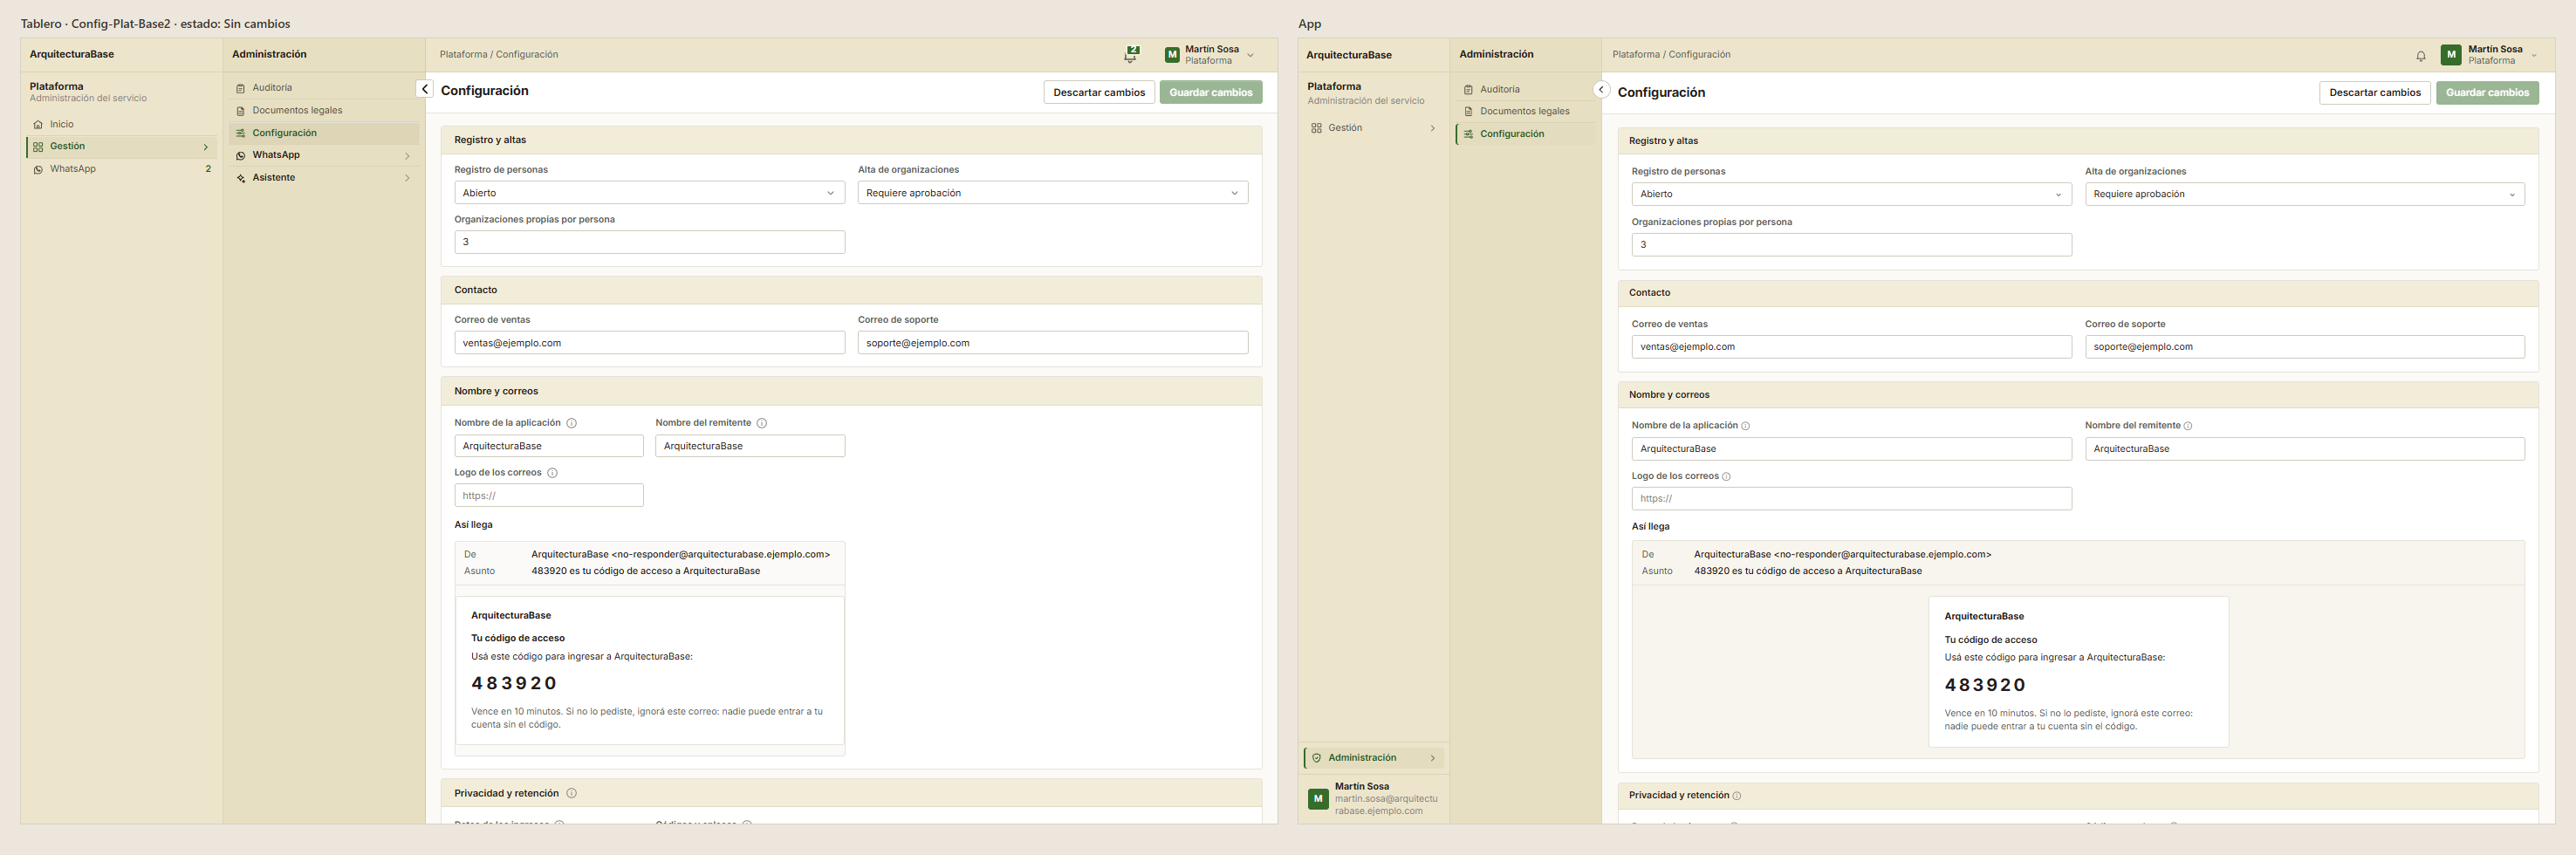 Tablero · Config-Plat-Base2 · estado: Sin cambios
ArquitecturaBase
Plataforma
Administración del servicio
Inicio
Gestión
WhatsApp 2
Administración
Auditoría
Documentos legales
Configuración
WhatsApp
Asistente
Plataforma / Configuración
2
M
Martín Sosa
Plataforma
Configuración
Descartar cambios
Guardar cambios
Registro y altas
Registro de personas
Alta de organizaciones
Abierto
Requiere aprobación
Organizaciones propias por persona
3
Contacto
Correo de ventas
Correo de soporte
ventas@ejemplo.com
soporte@ejemplo.com
Nombre y correos
Nombre de la aplicación
Nombre del remitente
ArquitecturaBase
ArquitecturaBase
Logo de los correos
https://
Así llega
De ArquitecturaBase <no-responder@arquitecturabase.ejemplo.com>
Asunto 483920 es tu código de acceso a ArquitecturaBase
ArquitecturaBase
Tu código de acceso
Usá este código para ingresar a ArquitecturaBase:
483920
Vence en 10 minutos. Si no lo pediste, ignorá este correo: nadie puede entrar a tu
cuenta sin el código.
Privacidad y retención
App
ArquitecturaBase
Plataforma
Administración del servicio
Gestión
Administración
M
Martín Sosa
martin.sosa@arquitectu
rabase.ejemplo.com
Administración
Auditoría
Documentos legales
Configuración
Plataforma / Configuración
M
Martín Sosa
Plataforma
Configuración
Descartar cambios
Guardar cambios
Registro y altas
Registro de personas
Alta de organizaciones
Abierto
Requiere aprobación
Organizaciones propias por persona
3
Contacto
Correo de ventas
Correo de soporte
ventas@ejemplo.com
soporte@ejemplo.com
Nombre y correos
Nombre de la aplicación
Nombre del remitente
ArquitecturaBase
ArquitecturaBase
Logo de los correos
https://
Así llega
De ArquitecturaBase <no-responder@arquitecturabase.ejemplo.com>
Asunto 483920 es tu código de acceso a ArquitecturaBase
ArquitecturaBase
Tu código de acceso
Usá este código para ingresar a ArquitecturaBase:
483920
Vence en 10 minutos. Si no lo pediste, ignorá este correo:
nadie puede entrar a tu cuenta sin el código.
Privacidad y retención